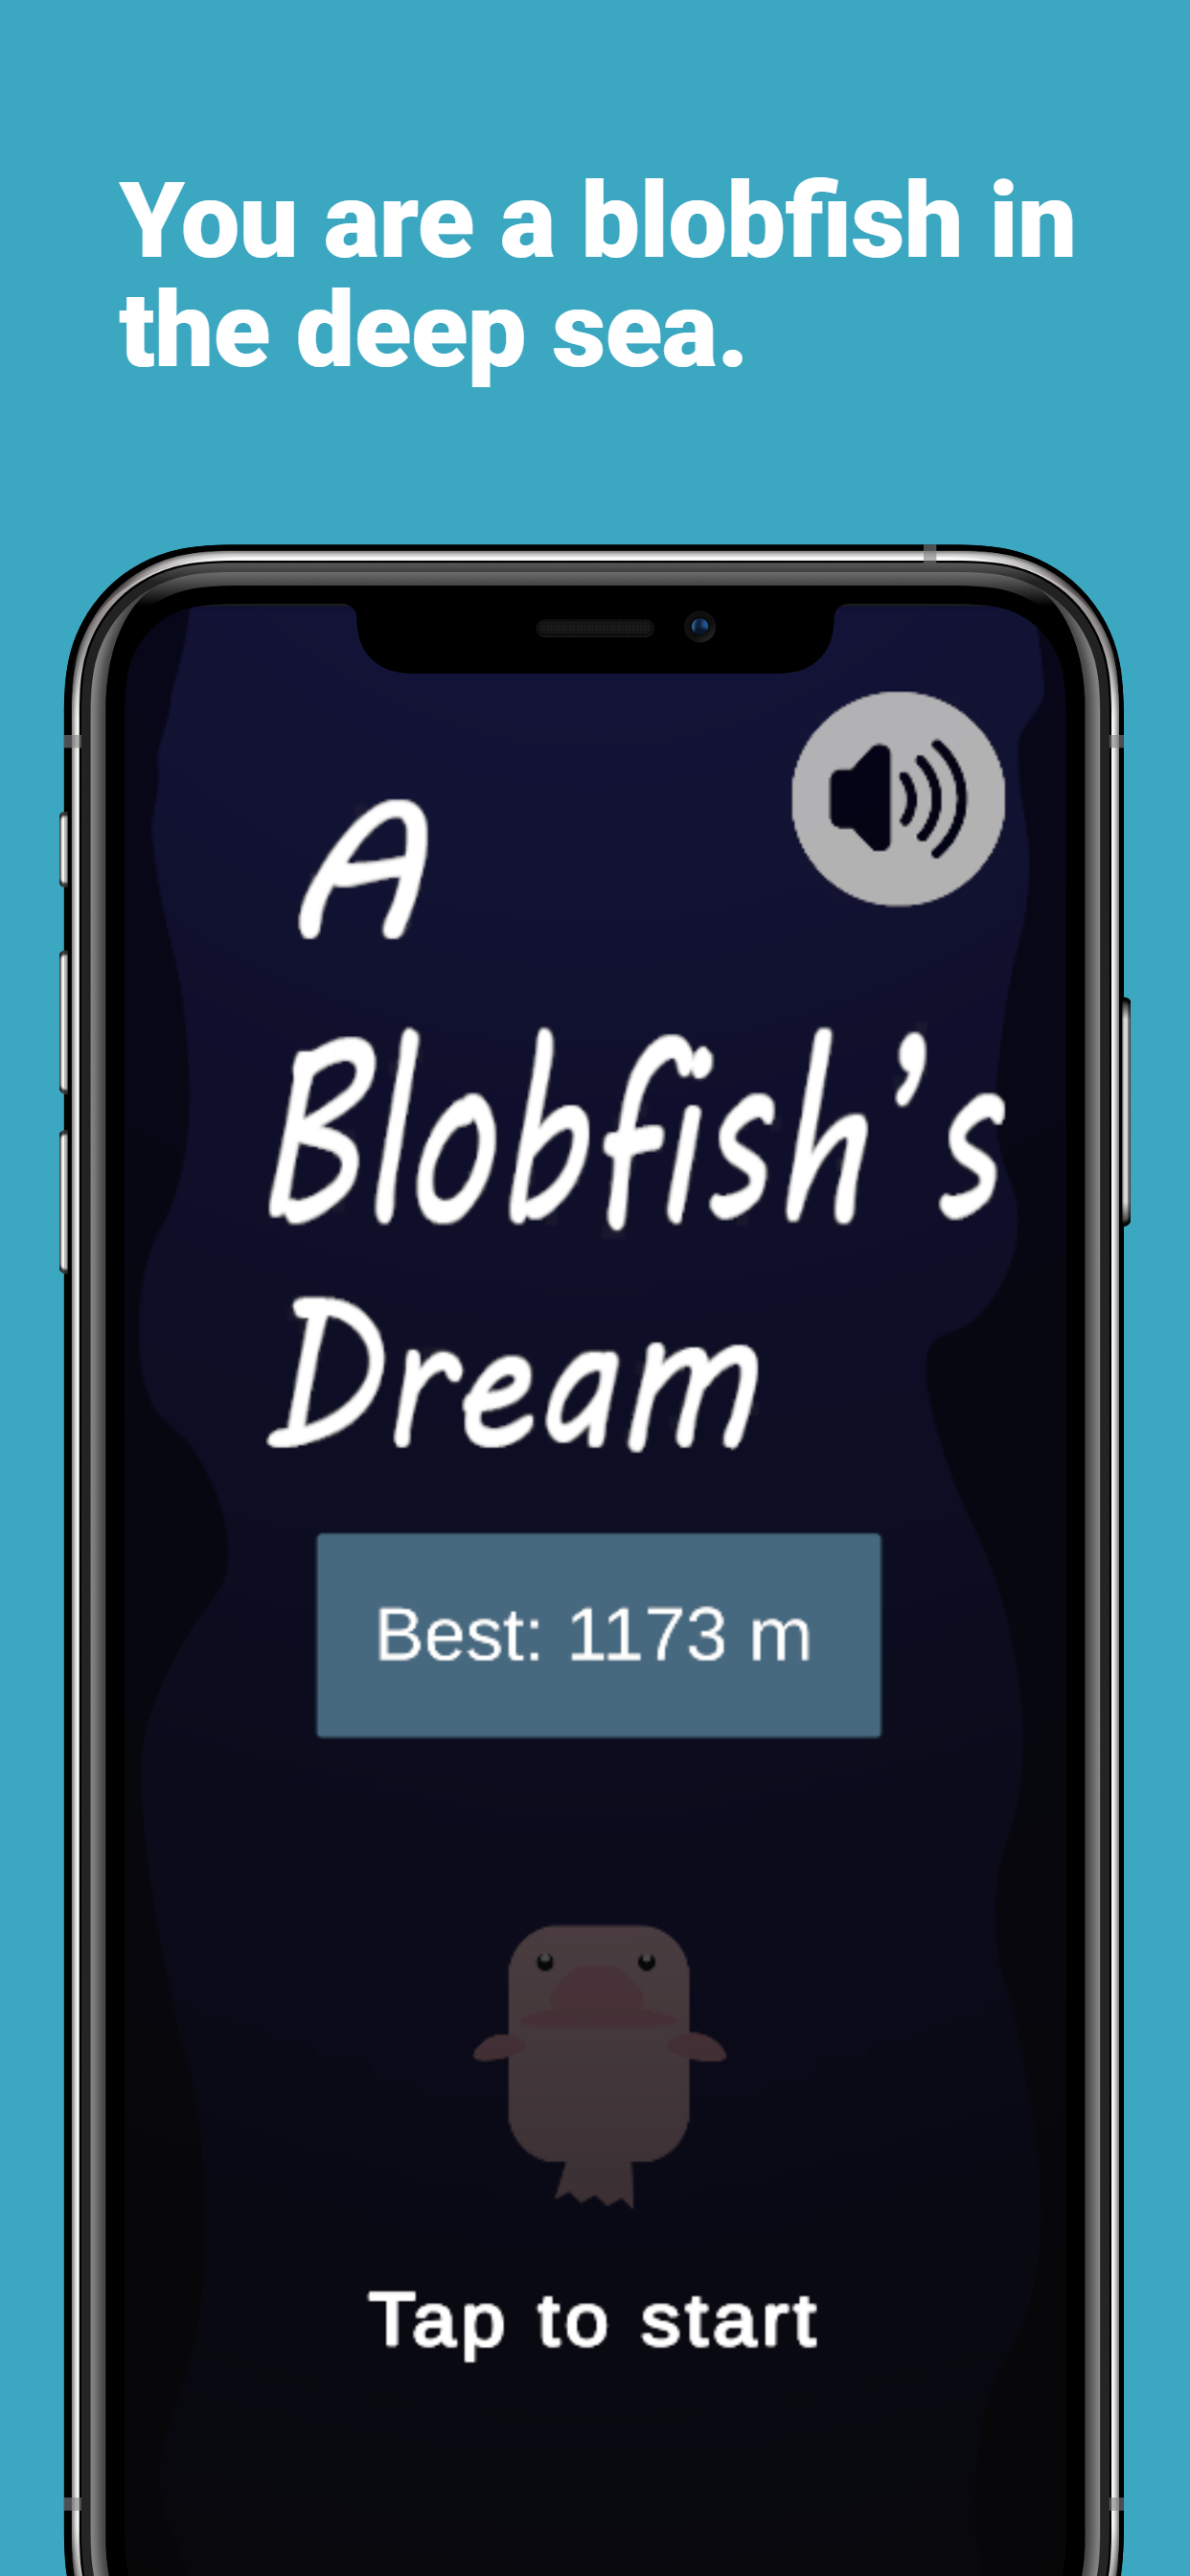 You are a blobfish in
the deep sea.
A
Blobfish's
Dream
Best: 1173 m
Tap to start